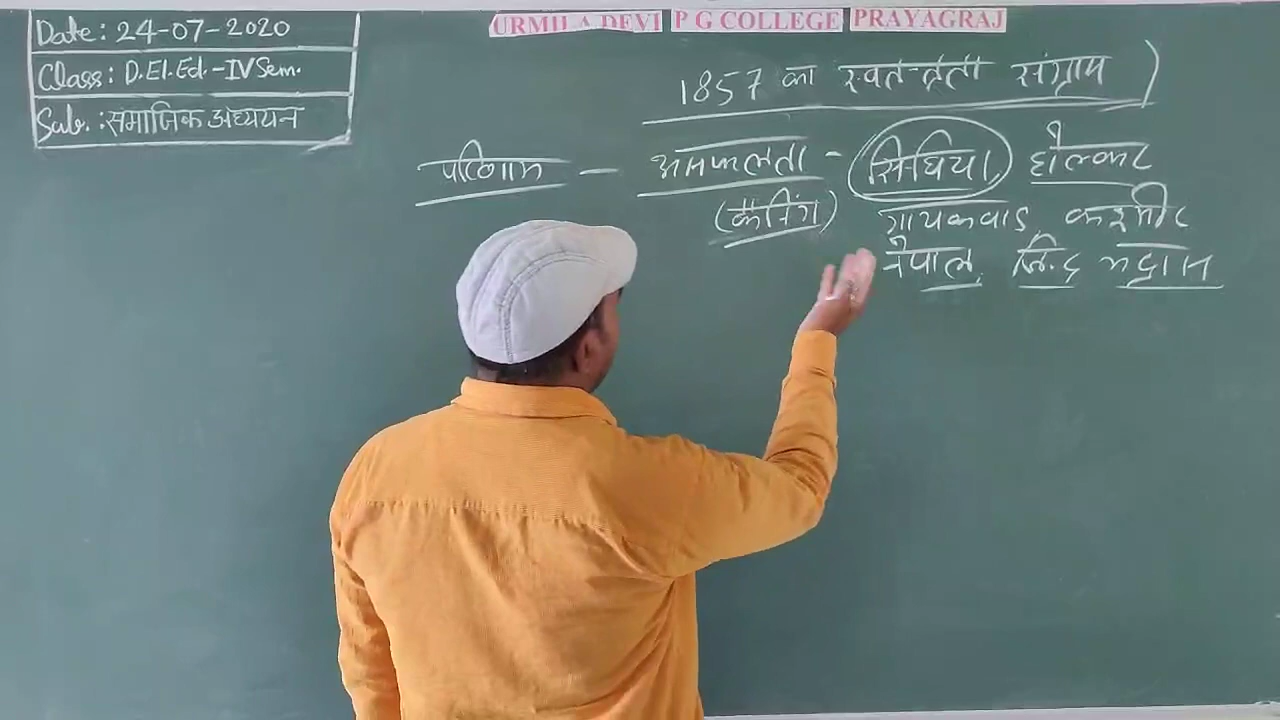 URMILA DEVI P G COLLEGE PRAYAGRAJ
Date: 24-07-2020
Class: D.El.Ed.-IV Sem.
Sub.: समाजिक अध्ययन
1857 का स्वतन्त्रता संग्राम
परिणाम - असफलता - सिंधिया, होल्कर
(कैनिंग) गायकवाड, कश्मीर
नेपाल, जिन्द मद्रास